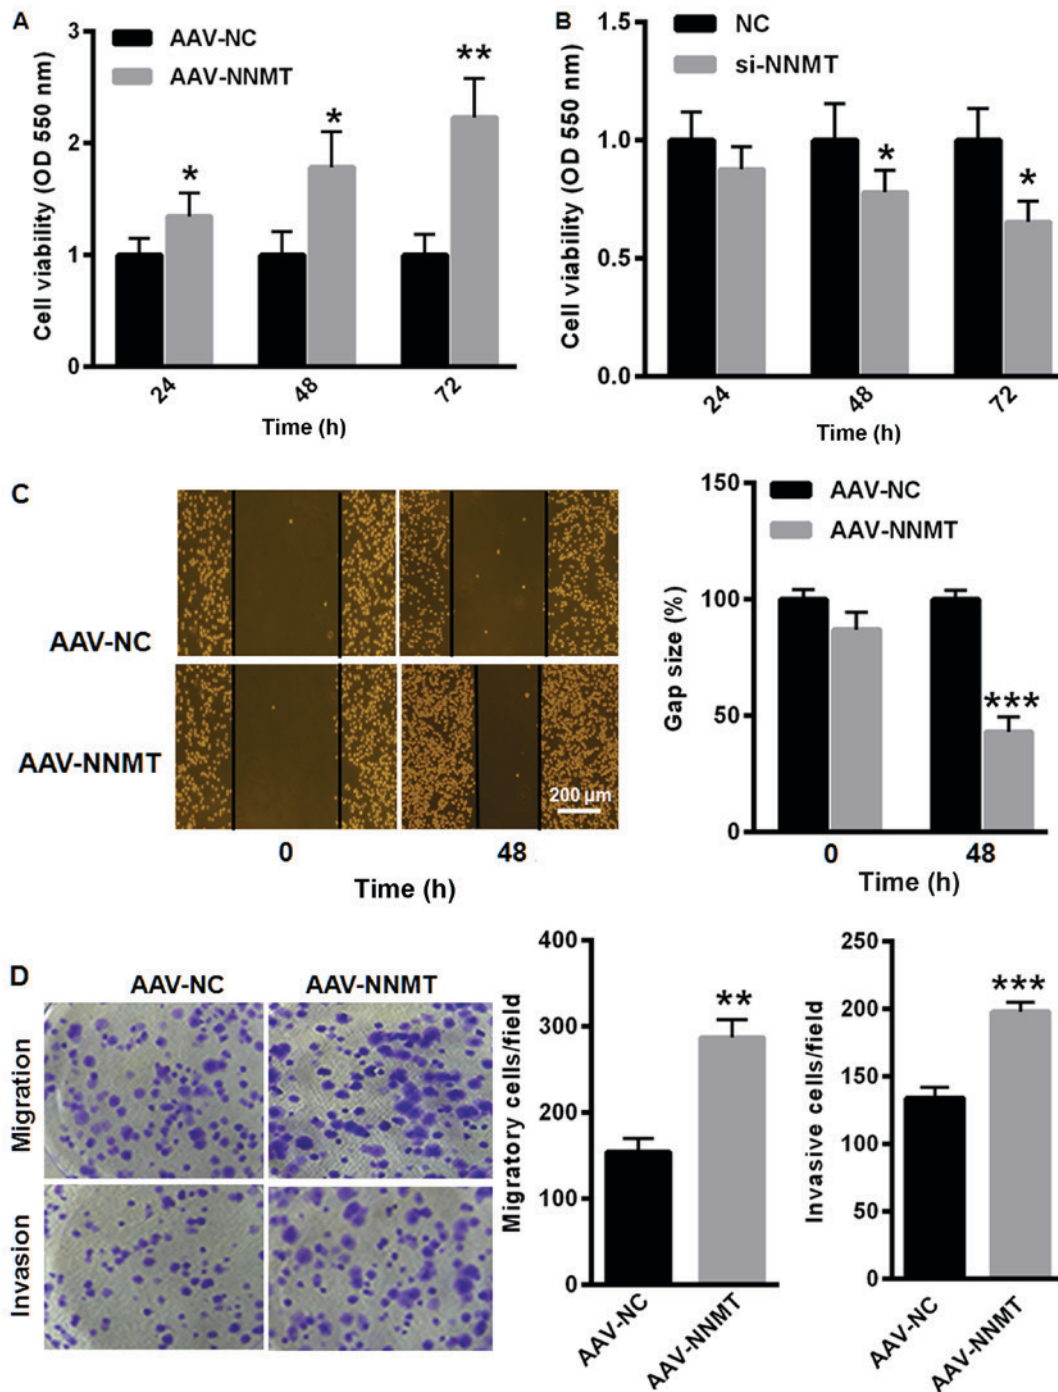 A
3
2
1
0
Cell viability (OD 550 nm)
AAV-NC
AAV-NNMT
*
*
**
24
48
72
Time (h)
B
1.5
1.0
0.5
0.0
Cell viability (OD 550 nm)
NC
si-NNMT
*
*
24
48
72
Time (h)
C
AAV-NC
AAV-NNMT
200 µm
0
48
Time (h)
150
100
50
0
Gap size (%)
AAV-NC
AAV-NNMT
***
0
48
Time (h)
D
AAV-NC
AAV-NNMT
Migration
Invasion
400
300
200
100
0
Migratory cells/field
**
AAV-NC
AAV-NNMT
250
200
150
100
50
0
Invasive cells/field
***
AAV-NC
AAV-NNMT